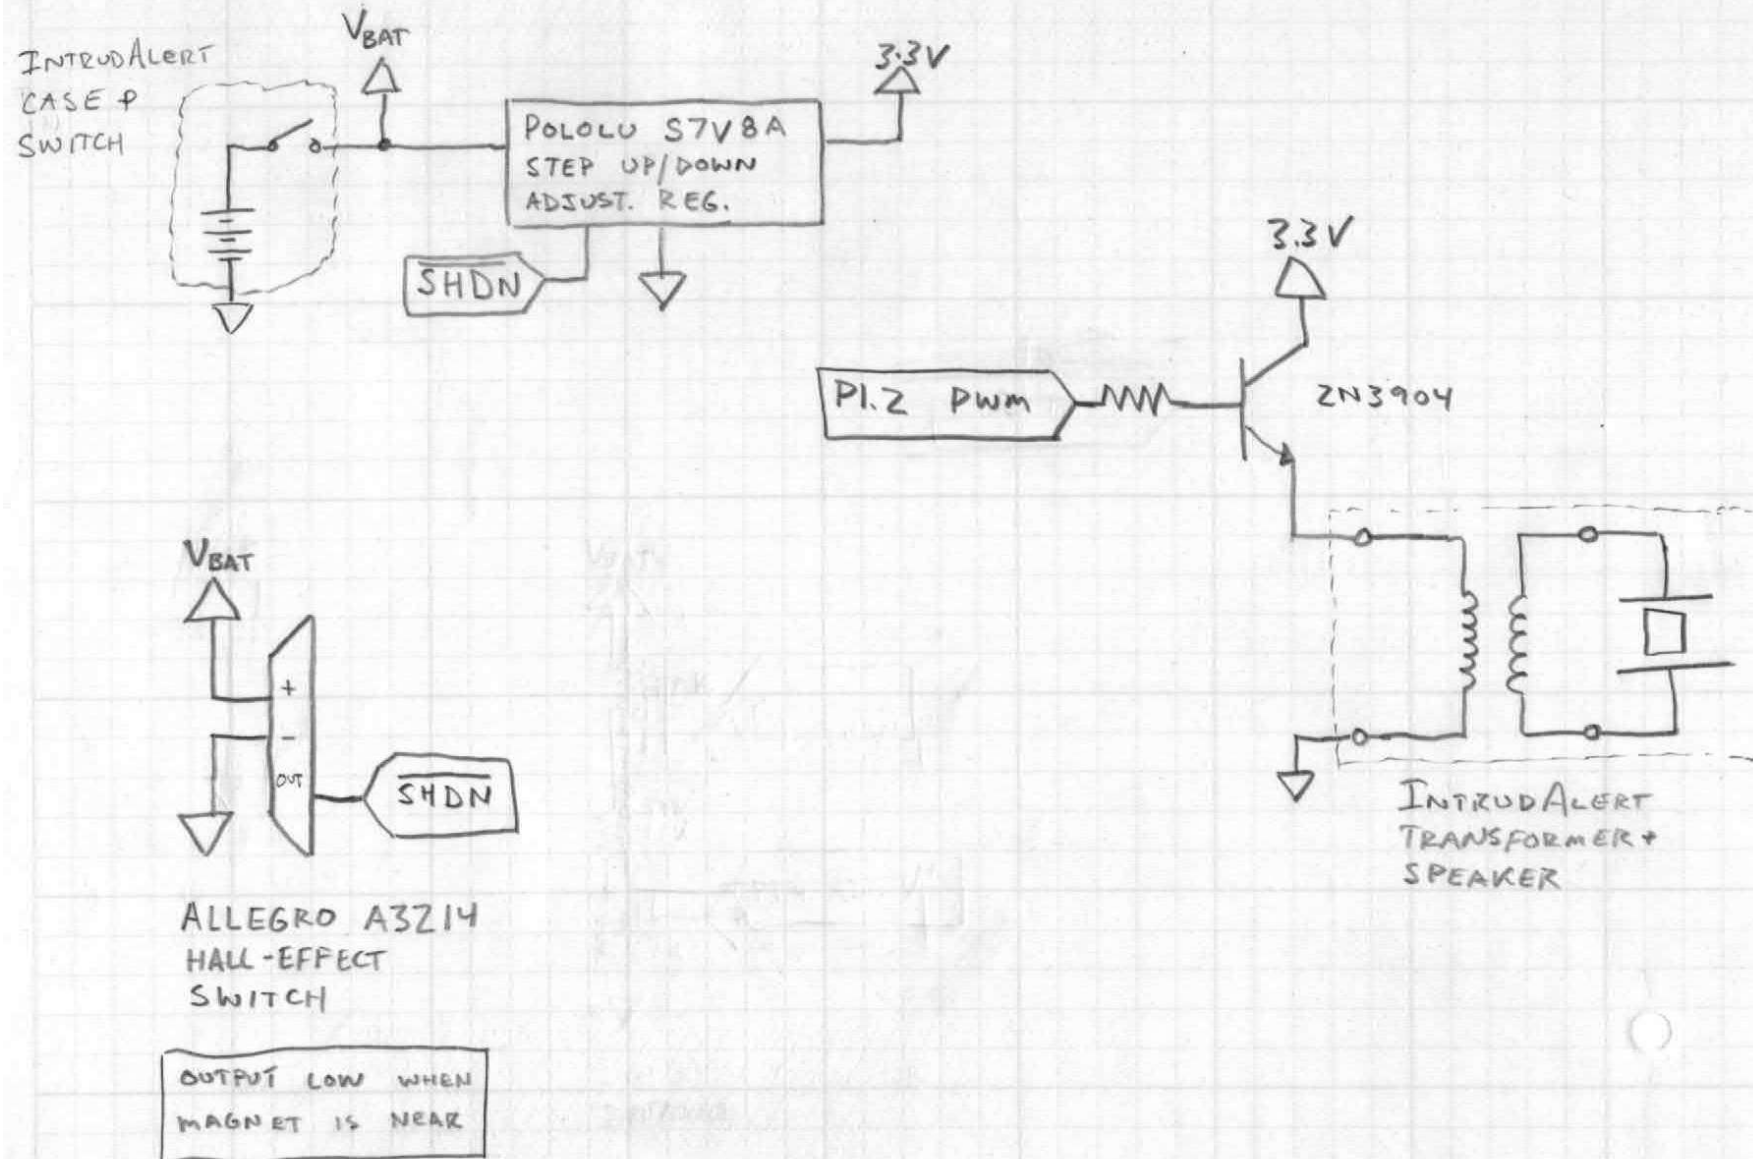 INTRUDALERT
CASE &
SWITCH
VBAT
POLOLU S7V8A
STEP UP/DOWN
ADJUST. REG.
3.3V
SHDN
3.3V
P1.2 PWM
2N3904
VBAT
+
-
OUT
SHDN
ALLEGRO A3214
HALL-EFFECT
SWITCH
OUTPUT LOW WHEN
MAGNET IS NEAR
INTRUDALERT
TRANSFORMER +
SPEAKER